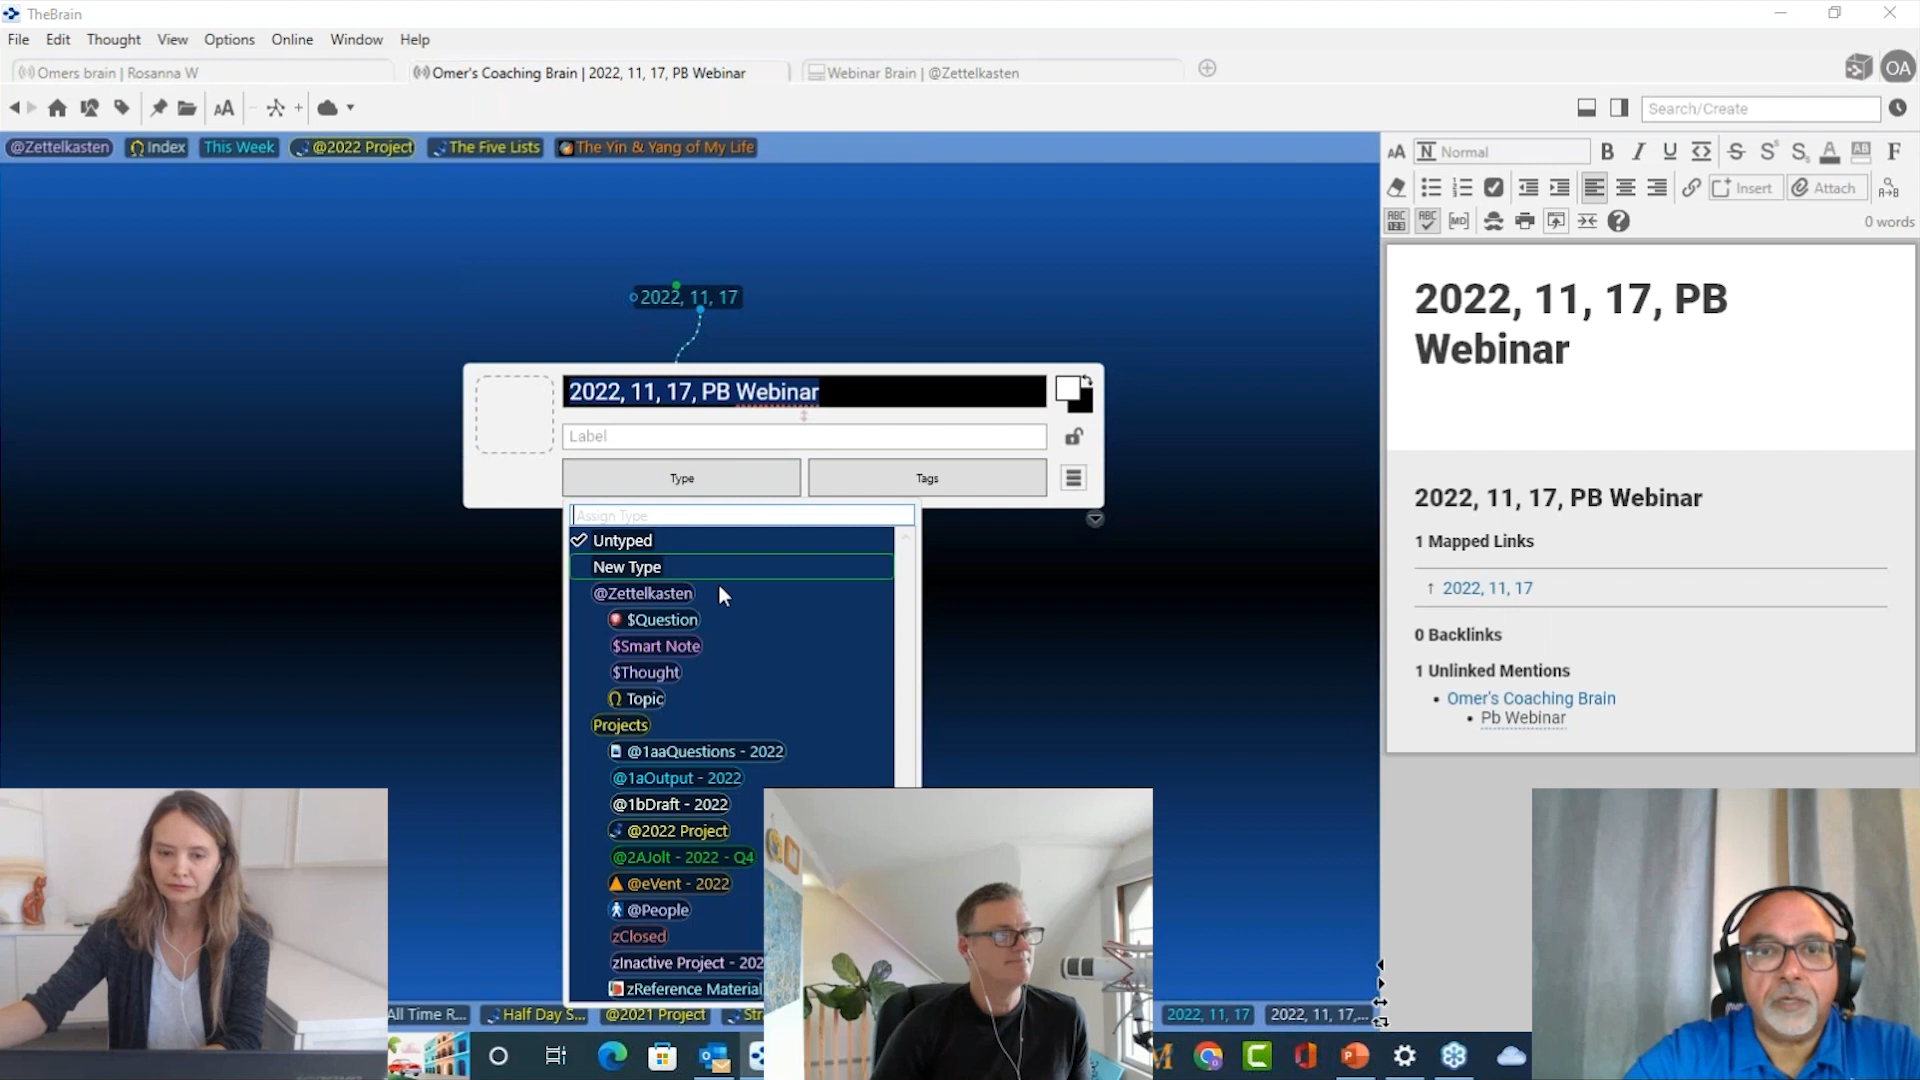 TheBrain
File Edit Thought View Options Online Window Help
Omers brain | Rosanna W
Omer's Coaching Brain | 2022, 11, 17, PB Webinar
Webinar Brain | @Zettelkasten
OA
Search/Create
@Zettelkasten Index This Week @2022 Project The Five Lists The Yin & Yang of My Life
Normal
Insert
Attach
0 words
2022, 11, 17
2022, 11, 17, PB Webinar
Label
Type Tags
Assign Type
Untyped
New Type
@Zettelkasten
$Question
$Smart Note
$Thought
Topic
Projects
@1aaQuestions - 2022
@1aOutput - 2022
@1bDraft - 2022
@2022 Project
@2AJolt - 2022 - Q4
@eVent - 2022
@People
zClosed
zInactive Project - 202
zReference Material
2022, 11, 17, PB
Webinar
2022, 11, 17, PB Webinar
1 Mapped Links
↑ 2022, 11, 17
0 Backlinks
1 Unlinked Mentions
• Omer's Coaching Brain
• Pb Webinar
All Time R... Half Day S... @2021 Project Str 2022, 11, 17 2022, 11, 17,...